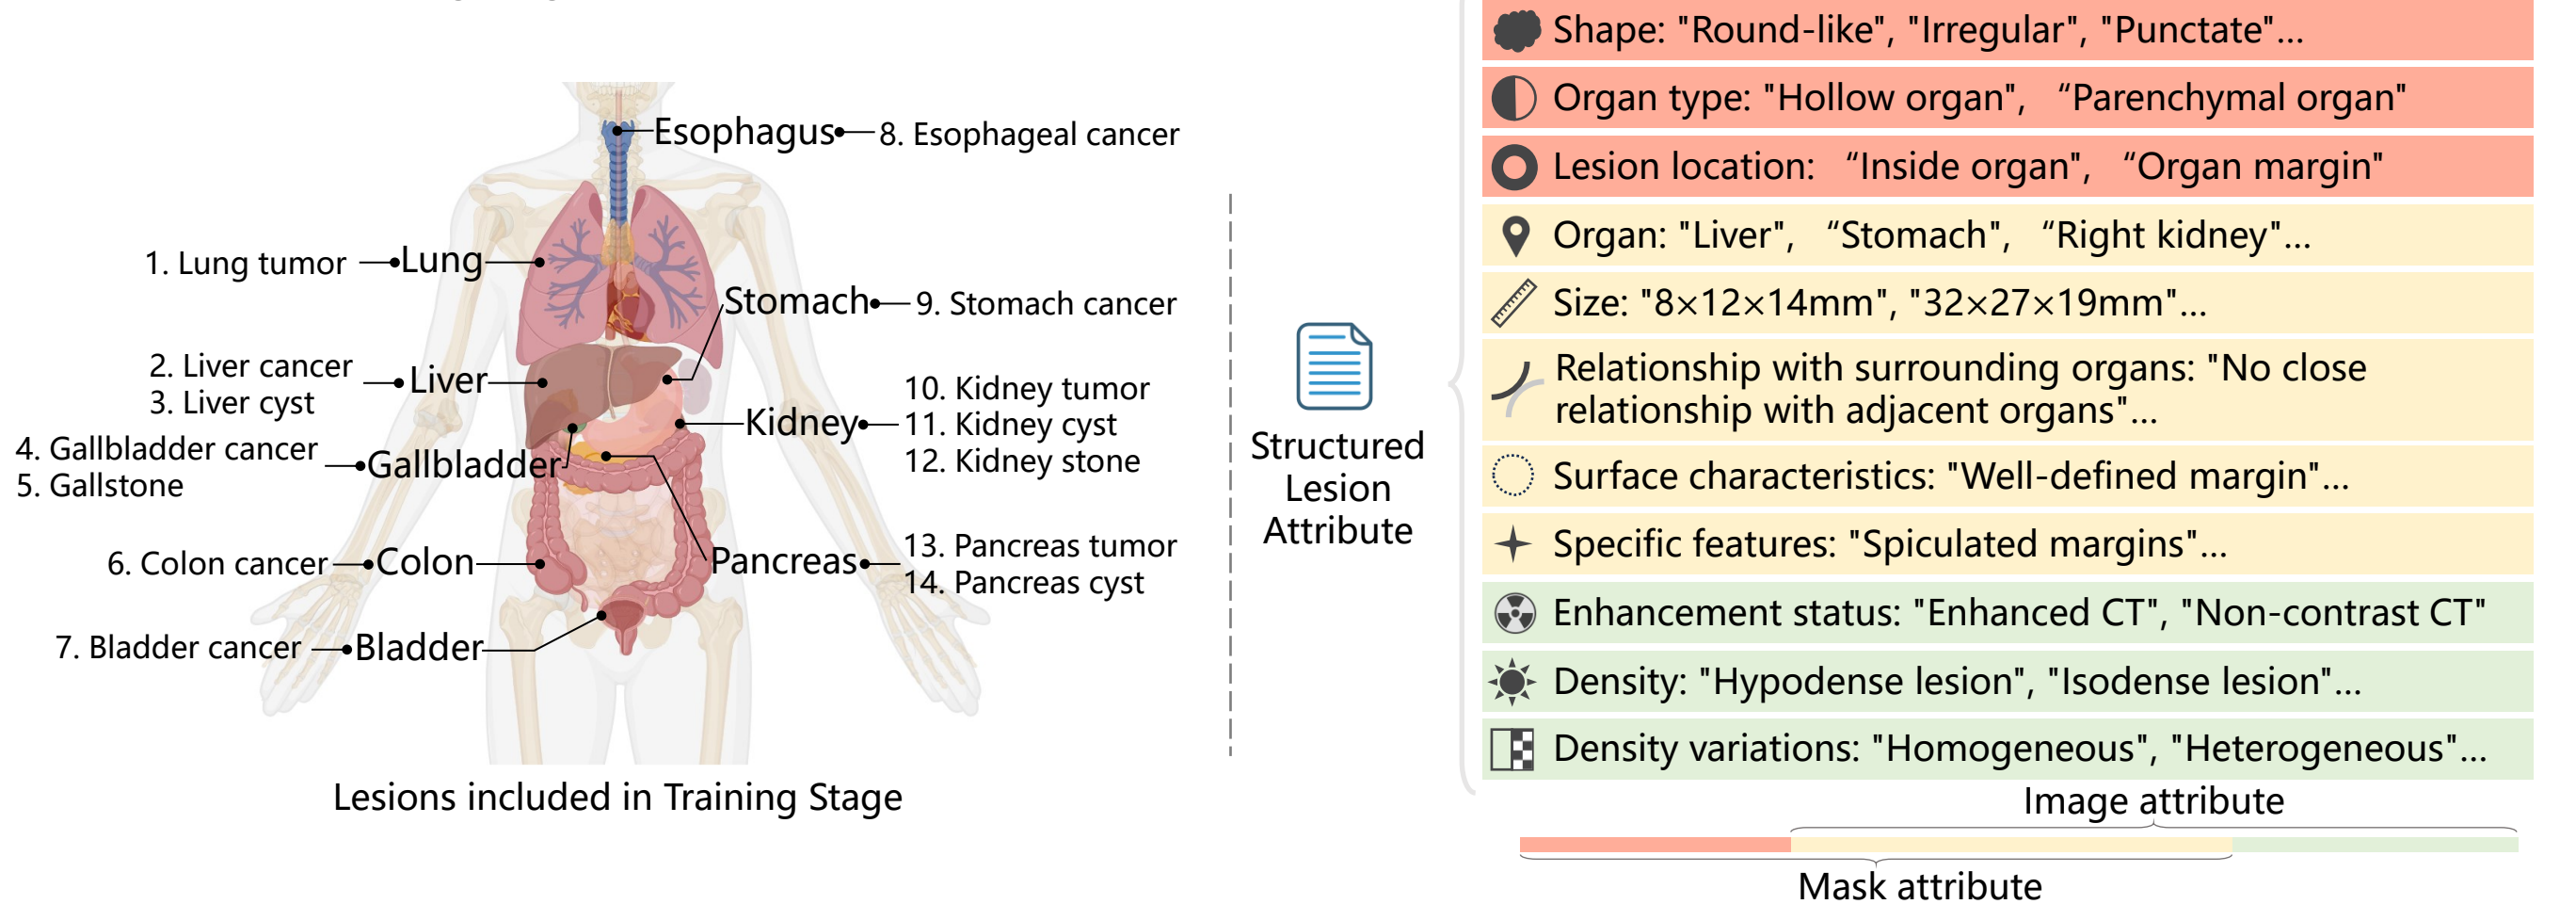 Esophagus
8. Esophageal cancer
1. Lung tumor
Lung
Stomach
9. Stomach cancer
2. Liver cancer
3. Liver cyst
Liver
10. Kidney tumor
11. Kidney cyst
12. Kidney stone
Kidney
4. Gallbladder cancer
5. Gallstone
Gallbladder
6. Colon cancer
Colon
Pancreas
13. Pancreas tumor
14. Pancreas cyst
7. Bladder cancer
Bladder
Lesions included in Training Stage
Structured
Lesion
Attribute
Shape: "Round-like", "Irregular", "Punctate"...
Organ type: "Hollow organ", “Parenchymal organ"
Lesion location: “Inside organ", “Organ margin"
Organ: "Liver", “Stomach", “Right kidney"...
Size: "8×12×14mm", "32×27×19mm"...
Relationship with surrounding organs: "No close
relationship with adjacent organs"...
Surface characteristics: "Well-defined margin"...
Specific features: "Spiculated margins"...
Enhancement status: "Enhanced CT", "Non-contrast CT"
Density: "Hypodense lesion", "Isodense lesion"...
Density variations: "Homogeneous", "Heterogeneous"...
Image attribute
Mask attribute